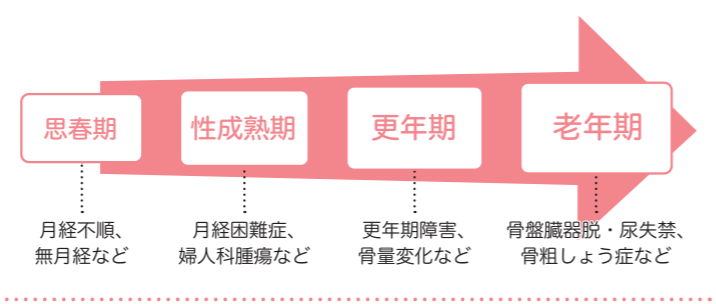 思春期
性成熟期
更年期
老年期
月経不順、
無月経など
月経困難症、
婦人科腫瘍など
更年期障害、
骨量変化など
骨盤臓器脱・尿失禁、
骨粗しょう症など